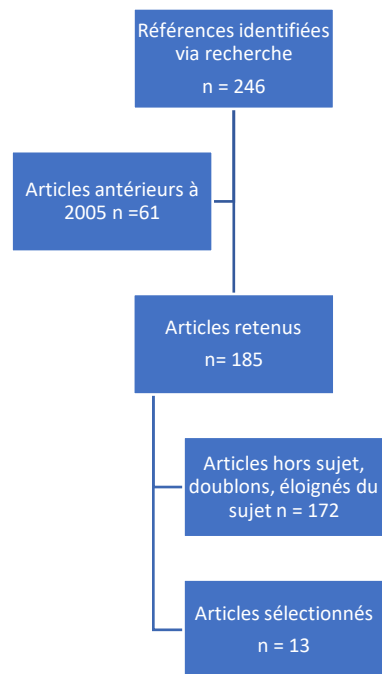 Références identifiées
via recherche
n = 246
Articles antérieurs à
2005 n =61
Articles retenus
n= 185
Articles hors sujet,
doublons, éloignés du
sujet n = 172
Articles sélectionnés
n = 13